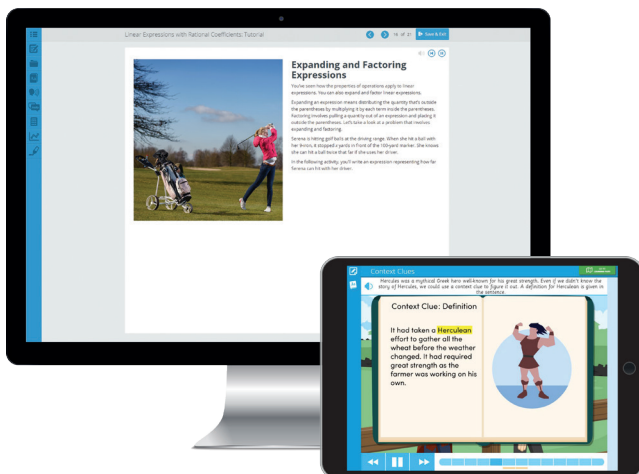 Linear Expressions with Rational Coefficients: Tutorial
of 21
Save & Exit
Expanding and Factoring
Expressions
You've seen how the properties of operations apply to linear
expressions. You can also expand and factor linear expressions.
Expanding an expression means distributing the quantity that's outside
the parentheses by multiplying it by each term inside the parentheses.
Factoring involves pulling a quantity out of an expression and placing it
outside the parentheses. Let's take a look at a problem that involves
expanding and factoring.
Serena is hitting golf balls at the driving range. When she hit a ball with
her 9-iron, it stopped x yards in front of the 100-yard marker. She knows
she can hit a ball twice that far if she uses her driver.
In the following activity, you'll write an expression representing how far
Serena can hit with her driver.
Context Clues
Hercules was a mythical Greek hero well-known for his great strength. Even if we didn't know the
story of Hercules, we could use a context clue to figure it out. A definition for Herculean is given in
the sentence.
Context Clue: Definition
It had taken a Herculean
effort to gather all the
wheat before the weather
changed. It had required
great strength as the
farmer was working on his
own.